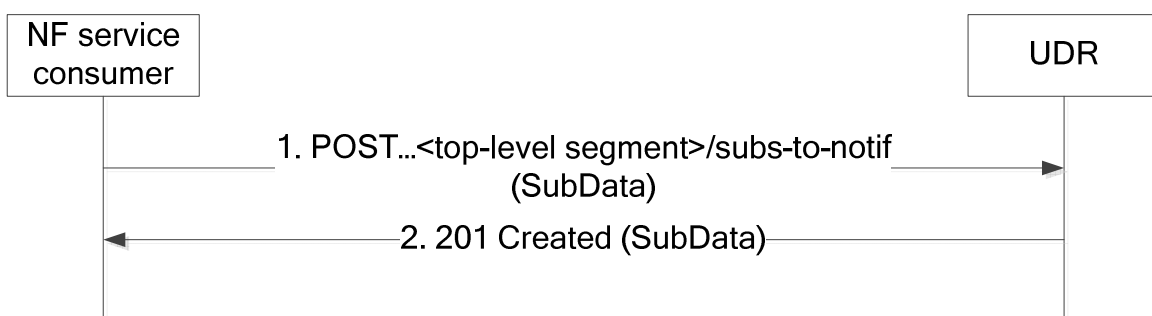 NF service
consumer
UDR
1. POST...<top-level segment>/subs-to-notif
(SubData)
2. 201 Created (SubData)